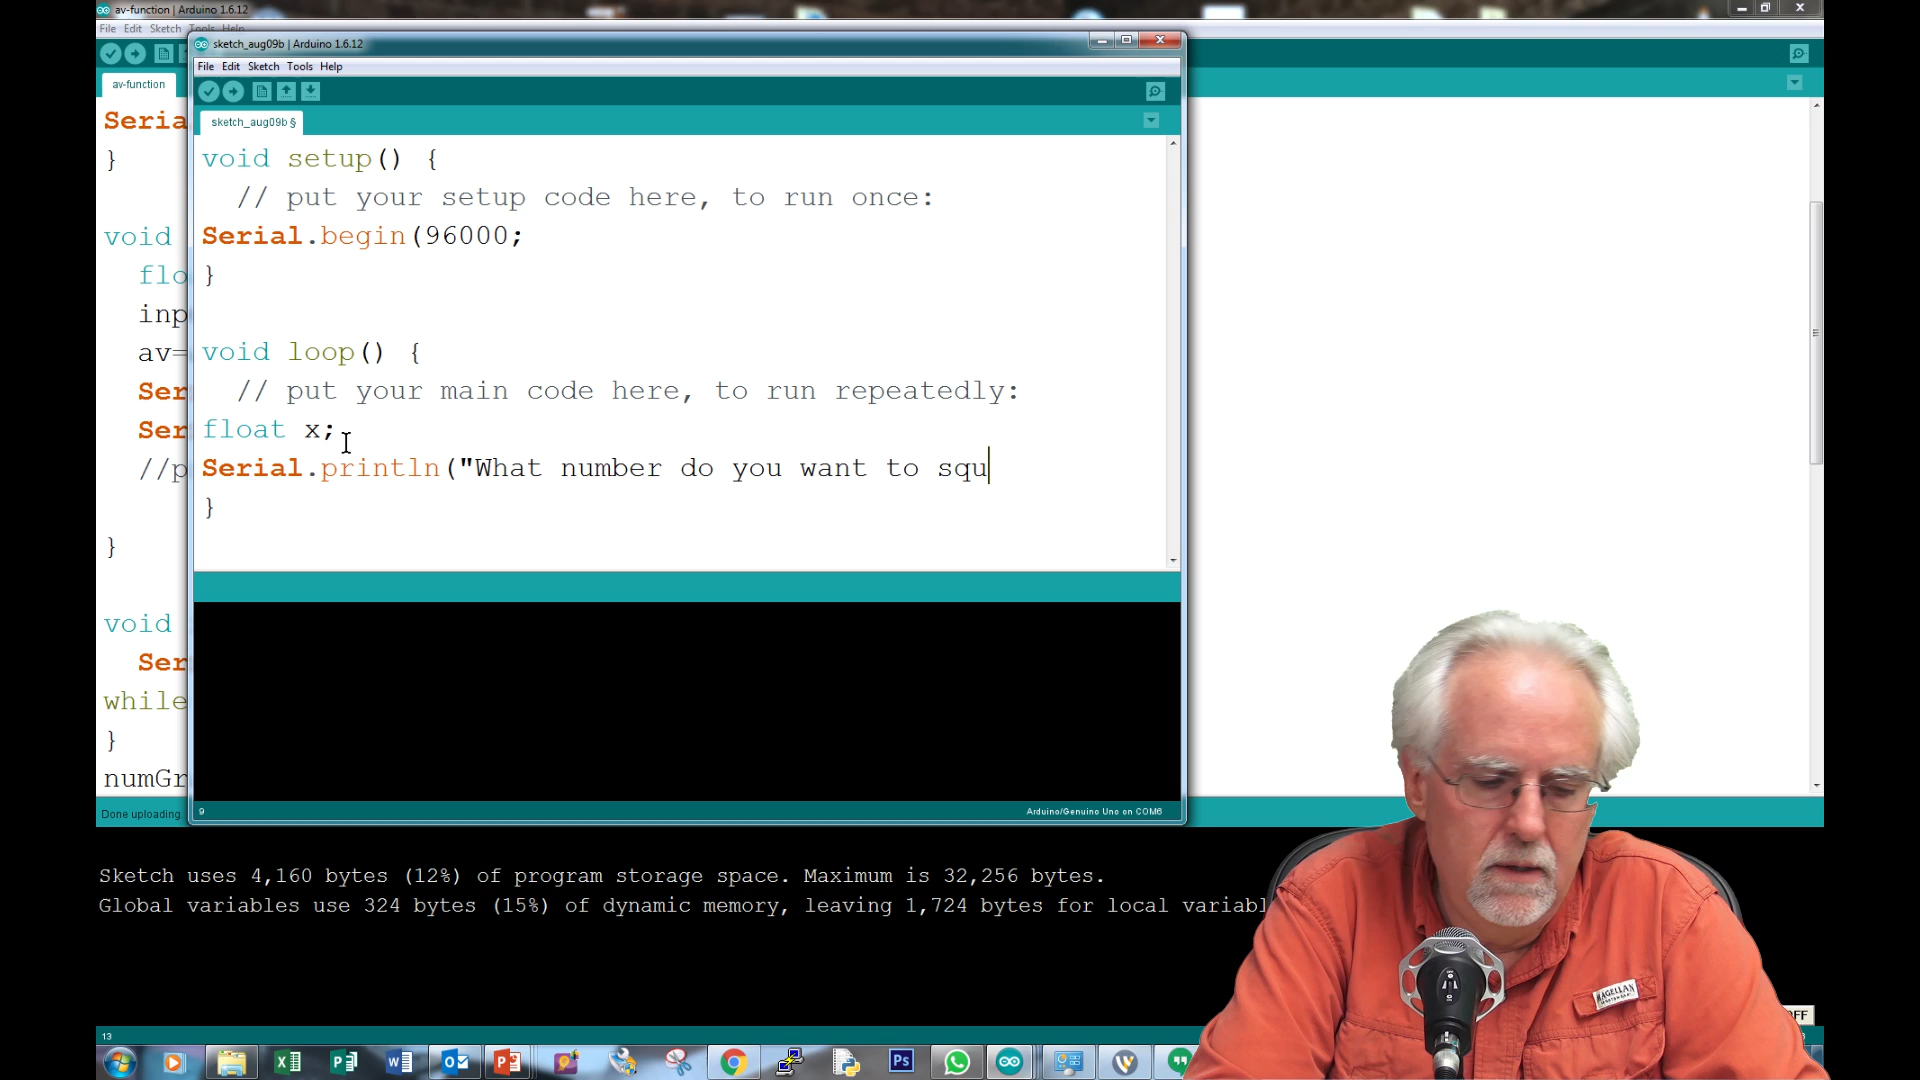 av-function | Arduino 1.6.12
File Edit Sketch Tools Help
av-function
Seria
}
void
flo
inp
av=
Ser
Ser
//p
}
void
Ser
while
}
numGr
Done uploading.
sketch_aug09b | Arduino 1.6.12
File Edit Sketch Tools Help
sketch_aug09b §
void setup() {
// put your setup code here, to run once:
Serial.begin(96000;
}
void loop() {
// put your main code here, to run repeatedly:
float x;
Serial.println("What number do you want to squ
}
9
Arduino/Genuino Uno on COM6
Sketch uses 4,160 bytes (12%) of program storage space. Maximum is 32,256 bytes.
Global variables use 324 bytes (15%) of dynamic memory, leaving 1,724 bytes for local variabl
13
MAGELLAN
Ps